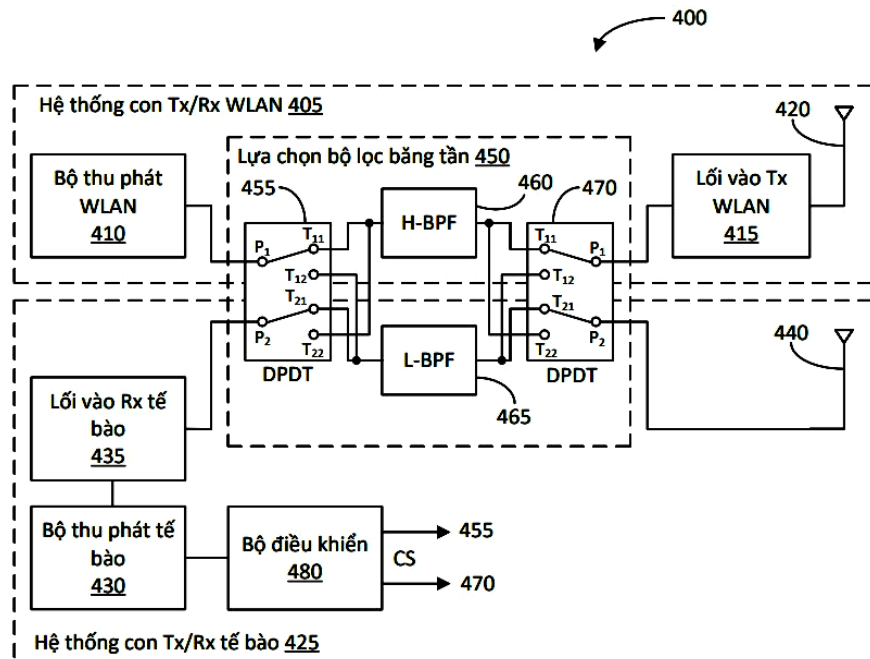 400
Hệ thống con Tx/Rx WLAN 405
420
Lựa chọn bộ lọc băng tần 450
Bộ thu phát
WLAN
410
455
460
470
Lối vào Tx
WLAN
415
H-BPF
P₁
T₁₁
T₁₂
T₂₁
P₂
T₂₂
DPDT
T₁₁
P₁
T₁₂
T₂₁
P₂
T₂₂
DPDT
L-BPF
465
440
Lối vào Rx tế
bào
435
Bộ thu phát tế
bào
430
Bộ điều khiển
480
455
CS
470
Hệ thống con Tx/Rx tế bào 425